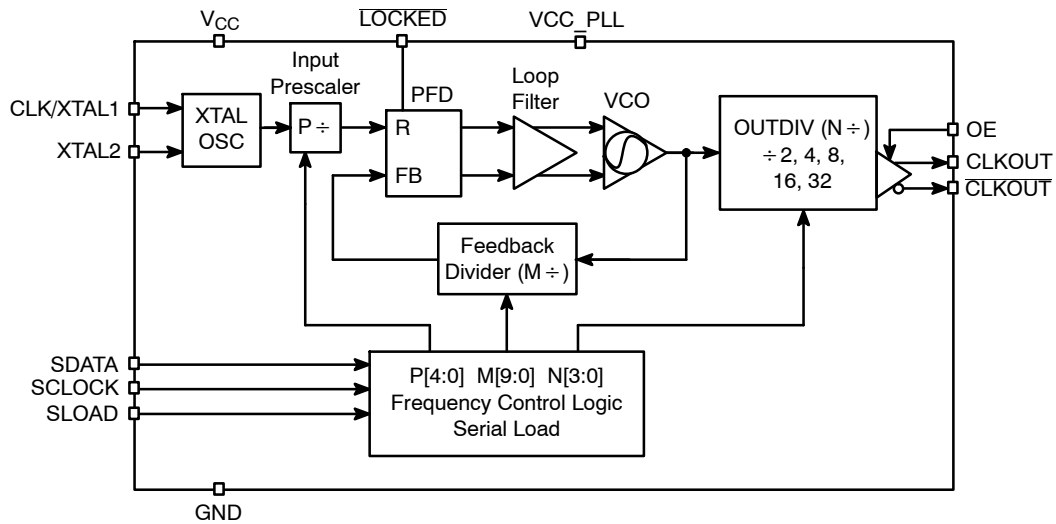 VCC
LOCKED
VCC_PLL
Input
Prescaler
PFD
Loop
Filter
VCO
CLK/XTAL1
XTAL2
XTAL
OSC
P ÷
R
FB
OUTDIV (N ÷)
÷ 2, 4, 8,
16, 32
OE
CLKOUT
CLKOUT
Feedback
Divider (M ÷)
SDATA
SCLOCK
SLOAD
P[4:0] M[9:0] N[3:0]
Frequency Control Logic
Serial Load
GND